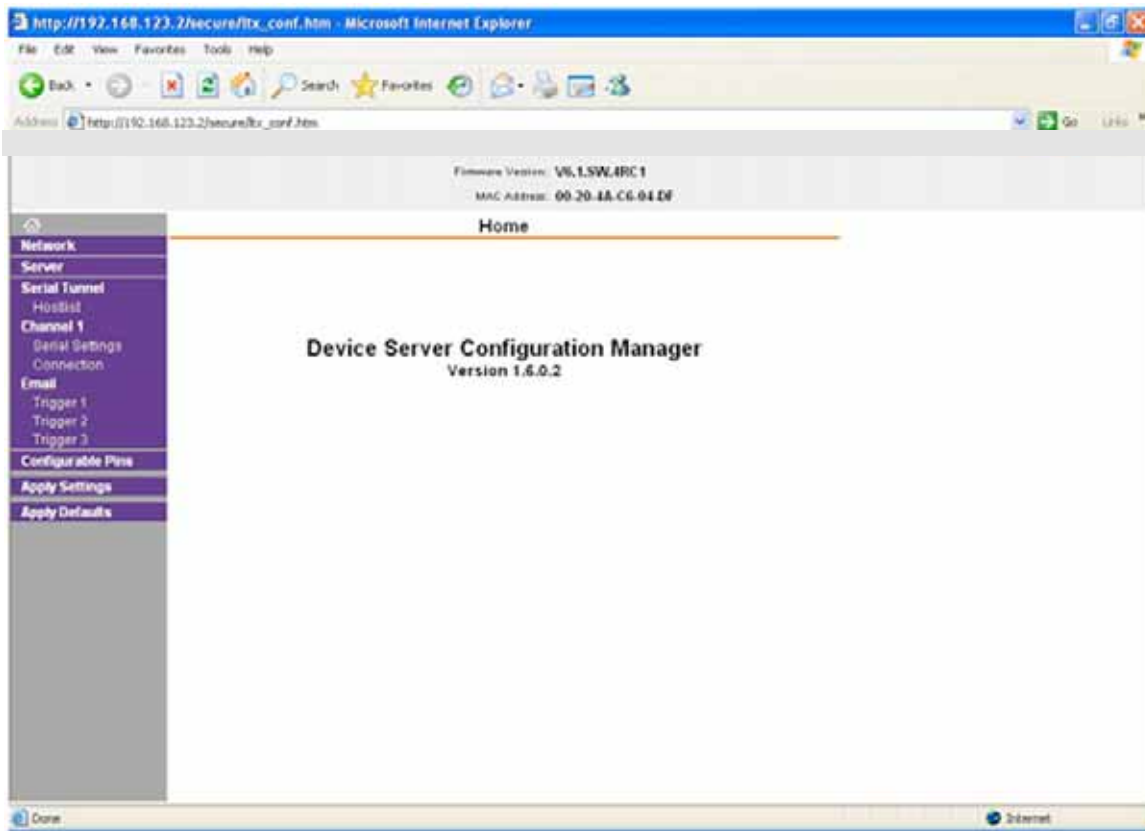 http://192.168.123.2/secure/ltx_conf.htm - Microsoft Internet Explorer
File Edit View Favorites Tools Help
Back Search Favorites
Address http://192.168.123.2/secure/ltx_conf.htm Go Links
Firmware Version: V6.1.SW.4RC1
MAC Address: 00-20-4A-C6-04-DF
Home
Network
Server
Serial Tunnel
Hostlist
Channel 1
Serial Settings
Connection
Email
Trigger 1
Trigger 2
Trigger 3
Configurable Pins
Apply Settings
Apply Defaults
Device Server Configuration Manager
Version 1.6.0.2
Done Internet